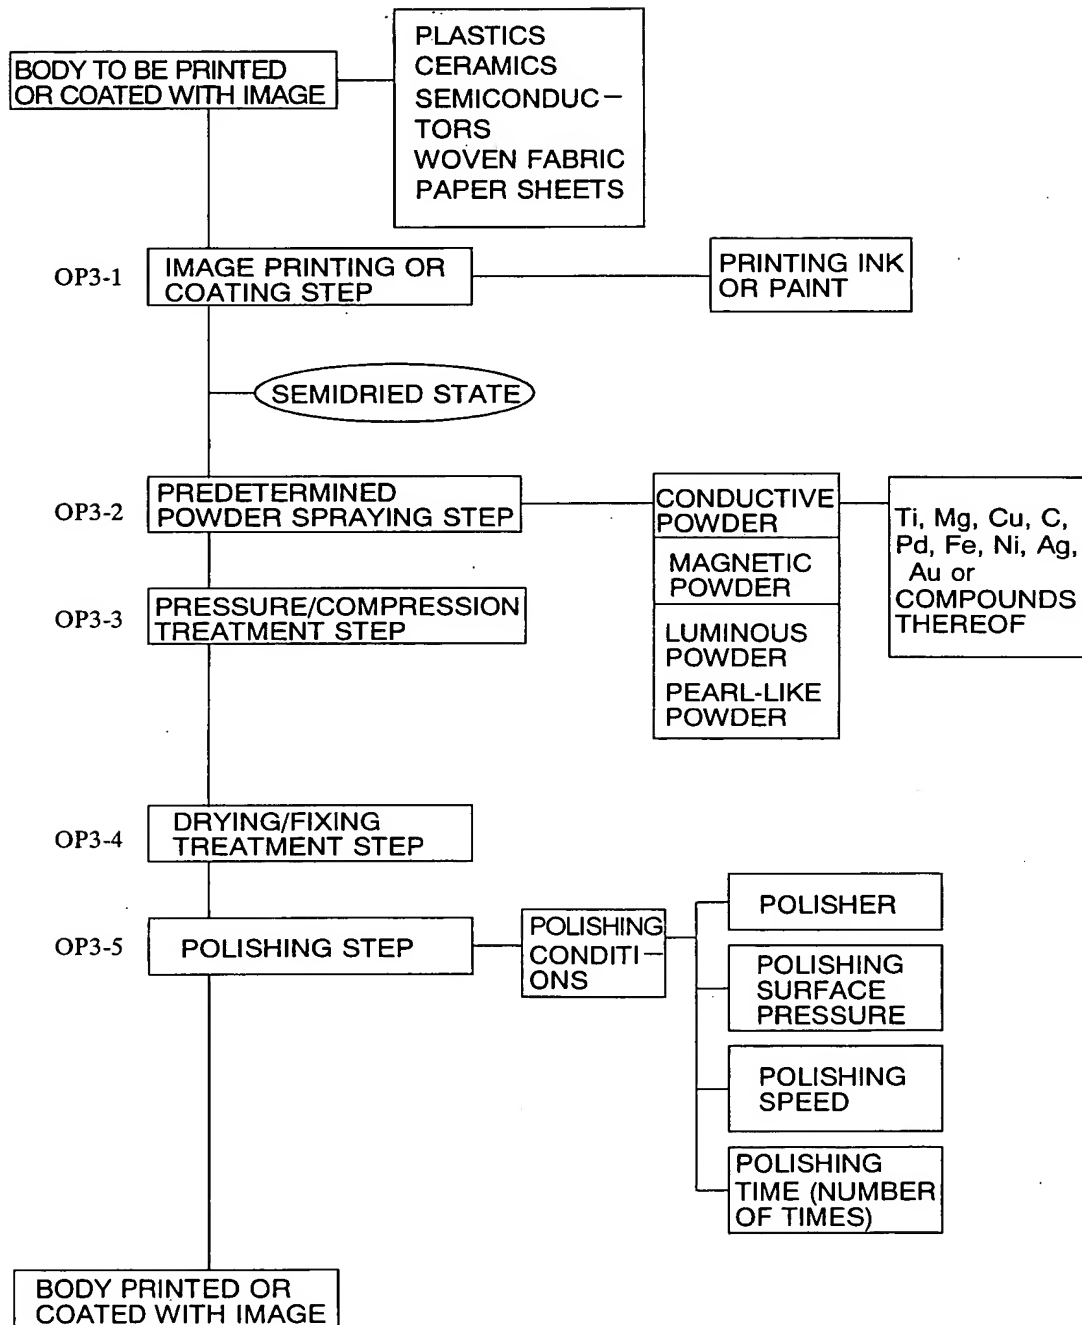 BODY TO BE PRINTED
OR COATED WITH IMAGE
PLASTICS
CERAMICS
SEMICONDUC-
TORS
WOVEN FABRIC
PAPER SHEETS
OP3-1
IMAGE PRINTING OR
COATING STEP
PRINTING INK
OR PAINT
SEMIDRIED STATE
OP3-2
PREDETERMINED
POWDER SPRAYING STEP
CONDUCTIVE
POWDER
MAGNETIC
POWDER
LUMINOUS
POWDER
PEARL-LIKE
POWDER
Ti, Mg, Cu, C,
Pd, Fe, Ni, Ag,
Au or
COMPOUNDS
THEREOF
OP3-3
PRESSURE/COMPRESSION
TREATMENT STEP
OP3-4
DRYING/FIXING
TREATMENT STEP
OP3-5
POLISHING STEP
POLISHING
CONDITI-
ONS
POLISHER
POLISHING
SURFACE
PRESSURE
POLISHING
SPEED
POLISHING
TIME (NUMBER
OF TIMES)
BODY PRINTED OR
COATED WITH IMAGE